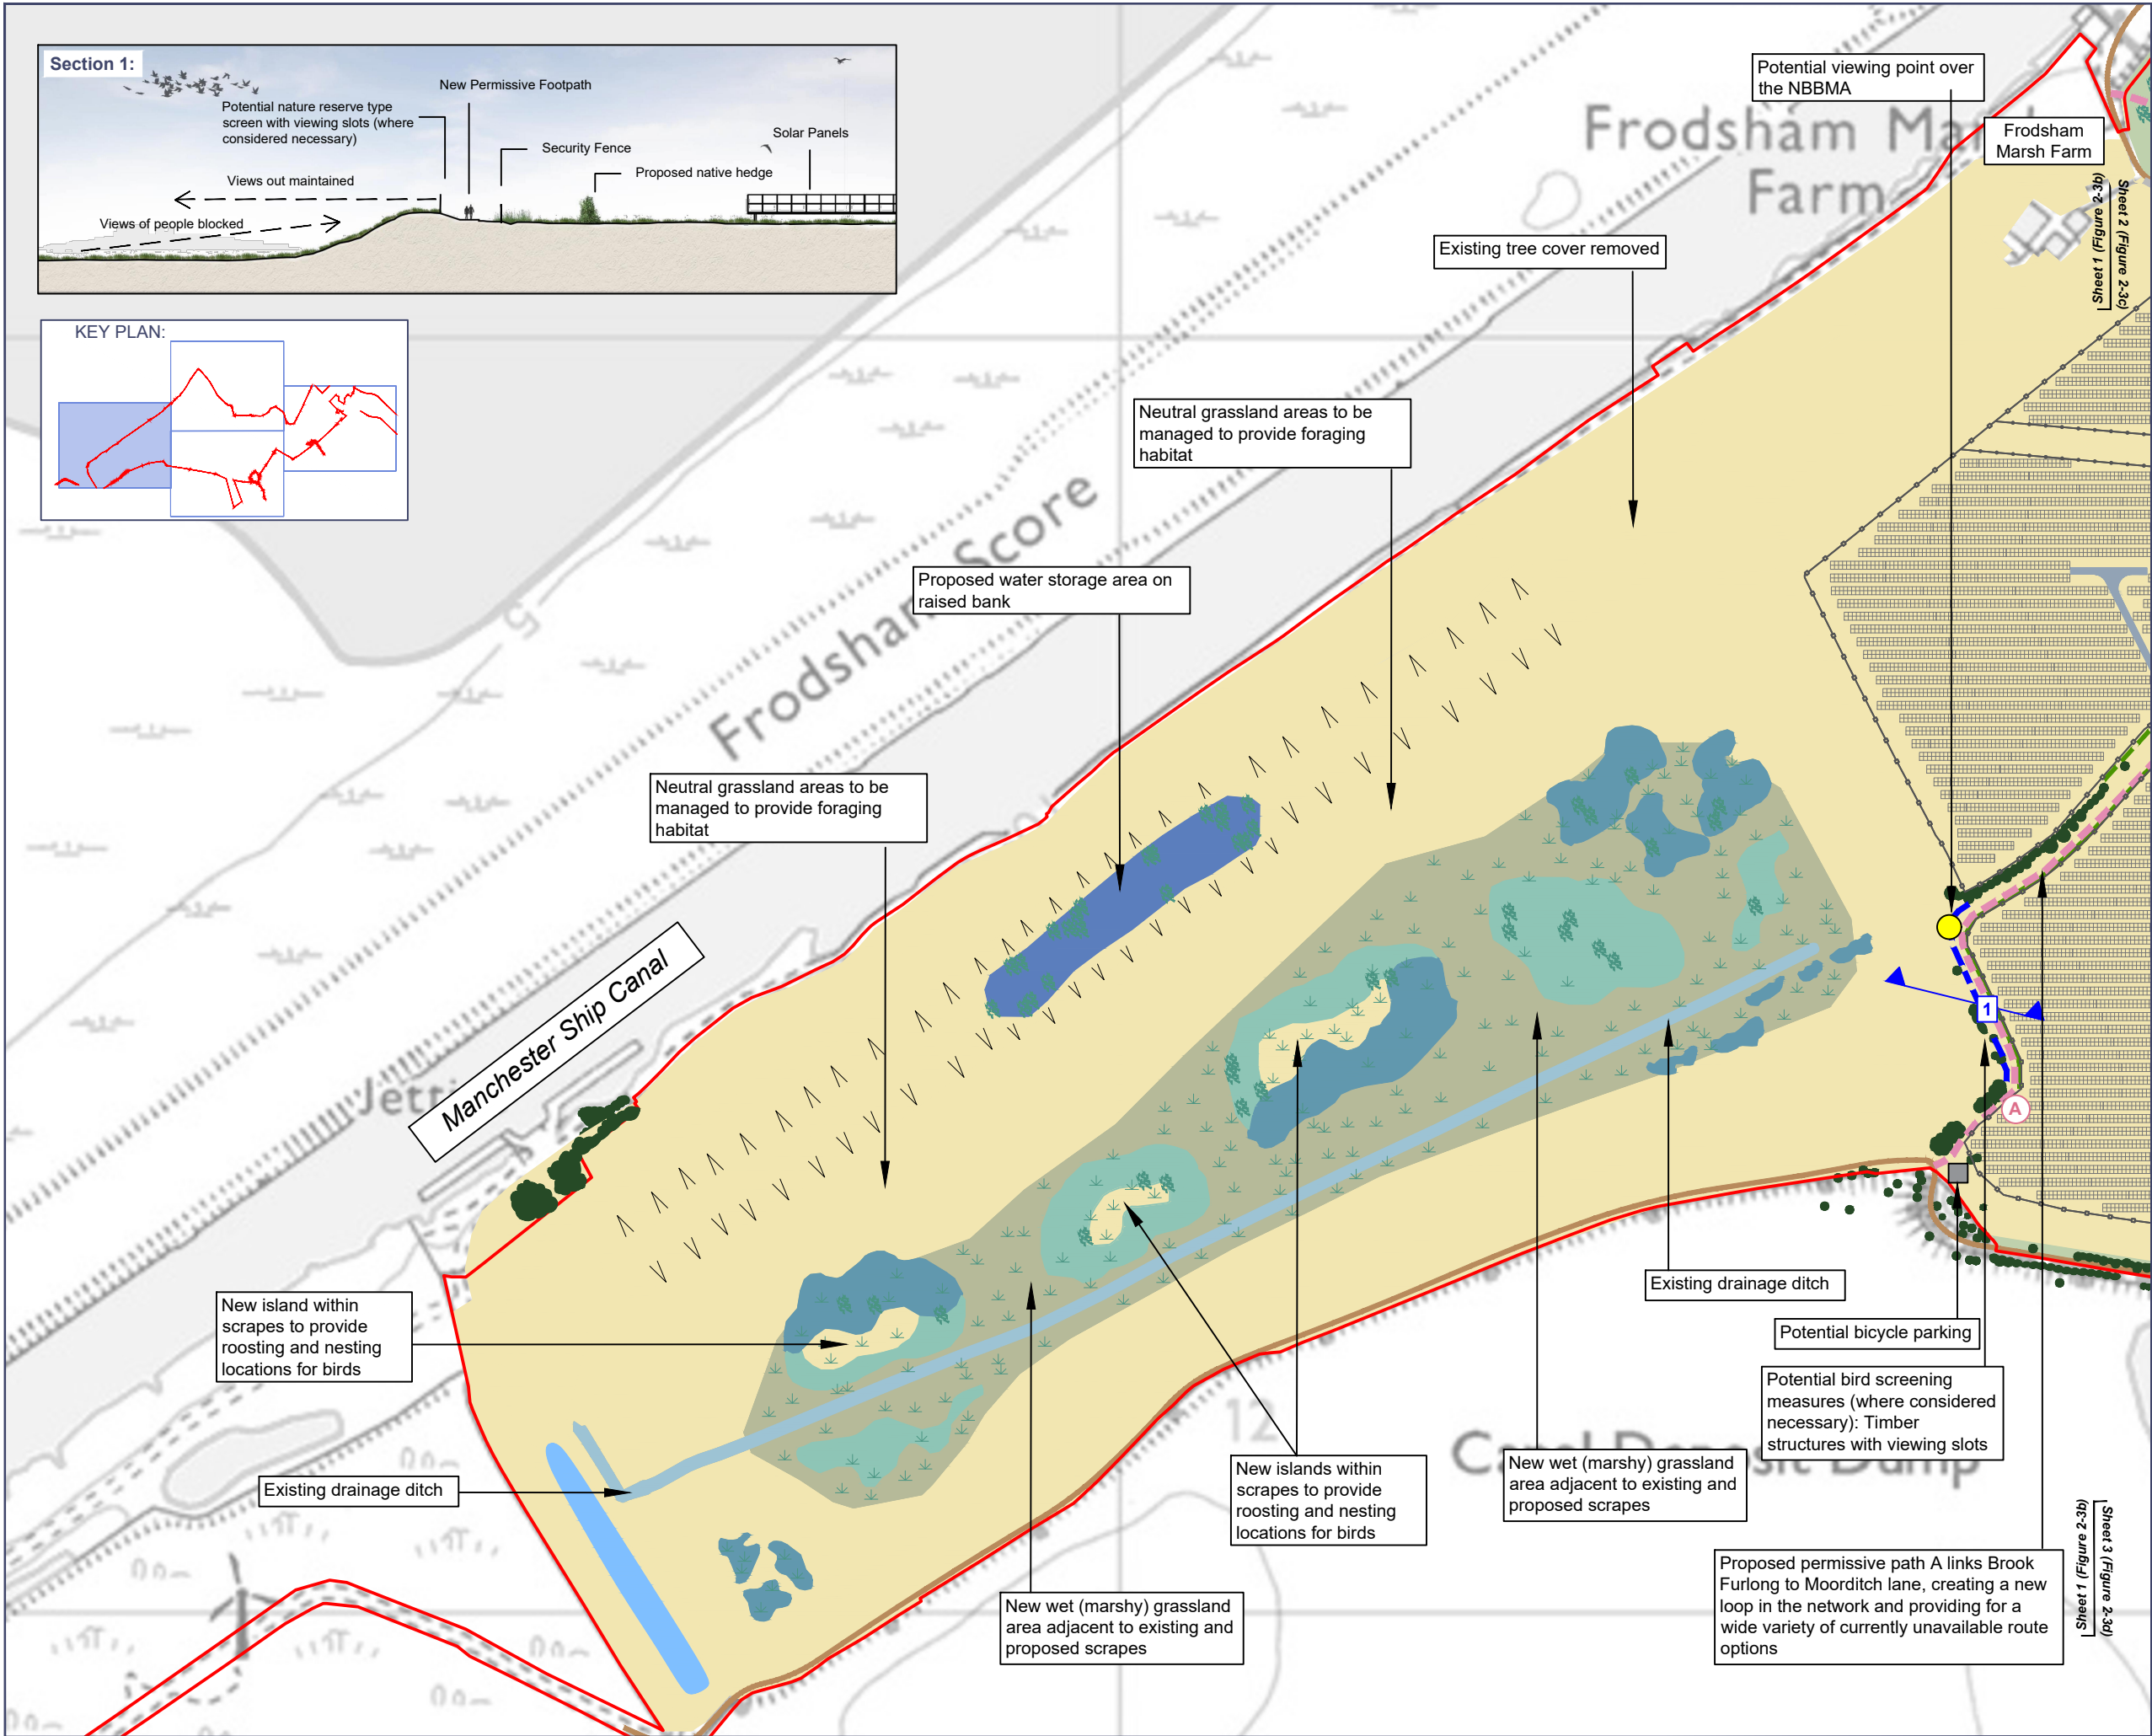 Section 1:
New Permissive Footpath
Potential nature reserve type
screen with viewing slots (where
considered necessary)
Security Fence
Solar Panels
Proposed native hedge
Views out maintained
Views of people blocked
KEY PLAN:
Potential viewing point over
the NBBMA
Frodsham
Marsh Farm
Farm
Sheet 1 (Figure 2-3b)
Sheet 2 (Figure 2-3c)
Existing tree cover removed
Neutral grassland areas to be
managed to provide foraging
habitat
Frodsham Score
5
Proposed water storage area on
raised bank
Neutral grassland areas to be
managed to provide foraging
habitat
Manchester Ship Canal
1
A
New island within
scrapes to provide
roosting and nesting
locations for birds
Existing drainage ditch
Existing drainage ditch
Potential bicycle parking
Potential bird screening
measures (where considered
necessary): Timber
structures with viewing slots
12
New islands within
scrapes to provide
roosting and nesting
locations for birds
New wet (marshy) grassland
area adjacent to existing and
proposed scrapes
New wet (marshy) grassland
area adjacent to existing and
proposed scrapes
Proposed permissive path A links Brook
Furlong to Moorditch lane, creating a new
loop in the network and providing for a
wide variety of currently unavailable route
options
Sheet 1 (Figure 2-3b)
Sheet 3 (Figure 2-3d)